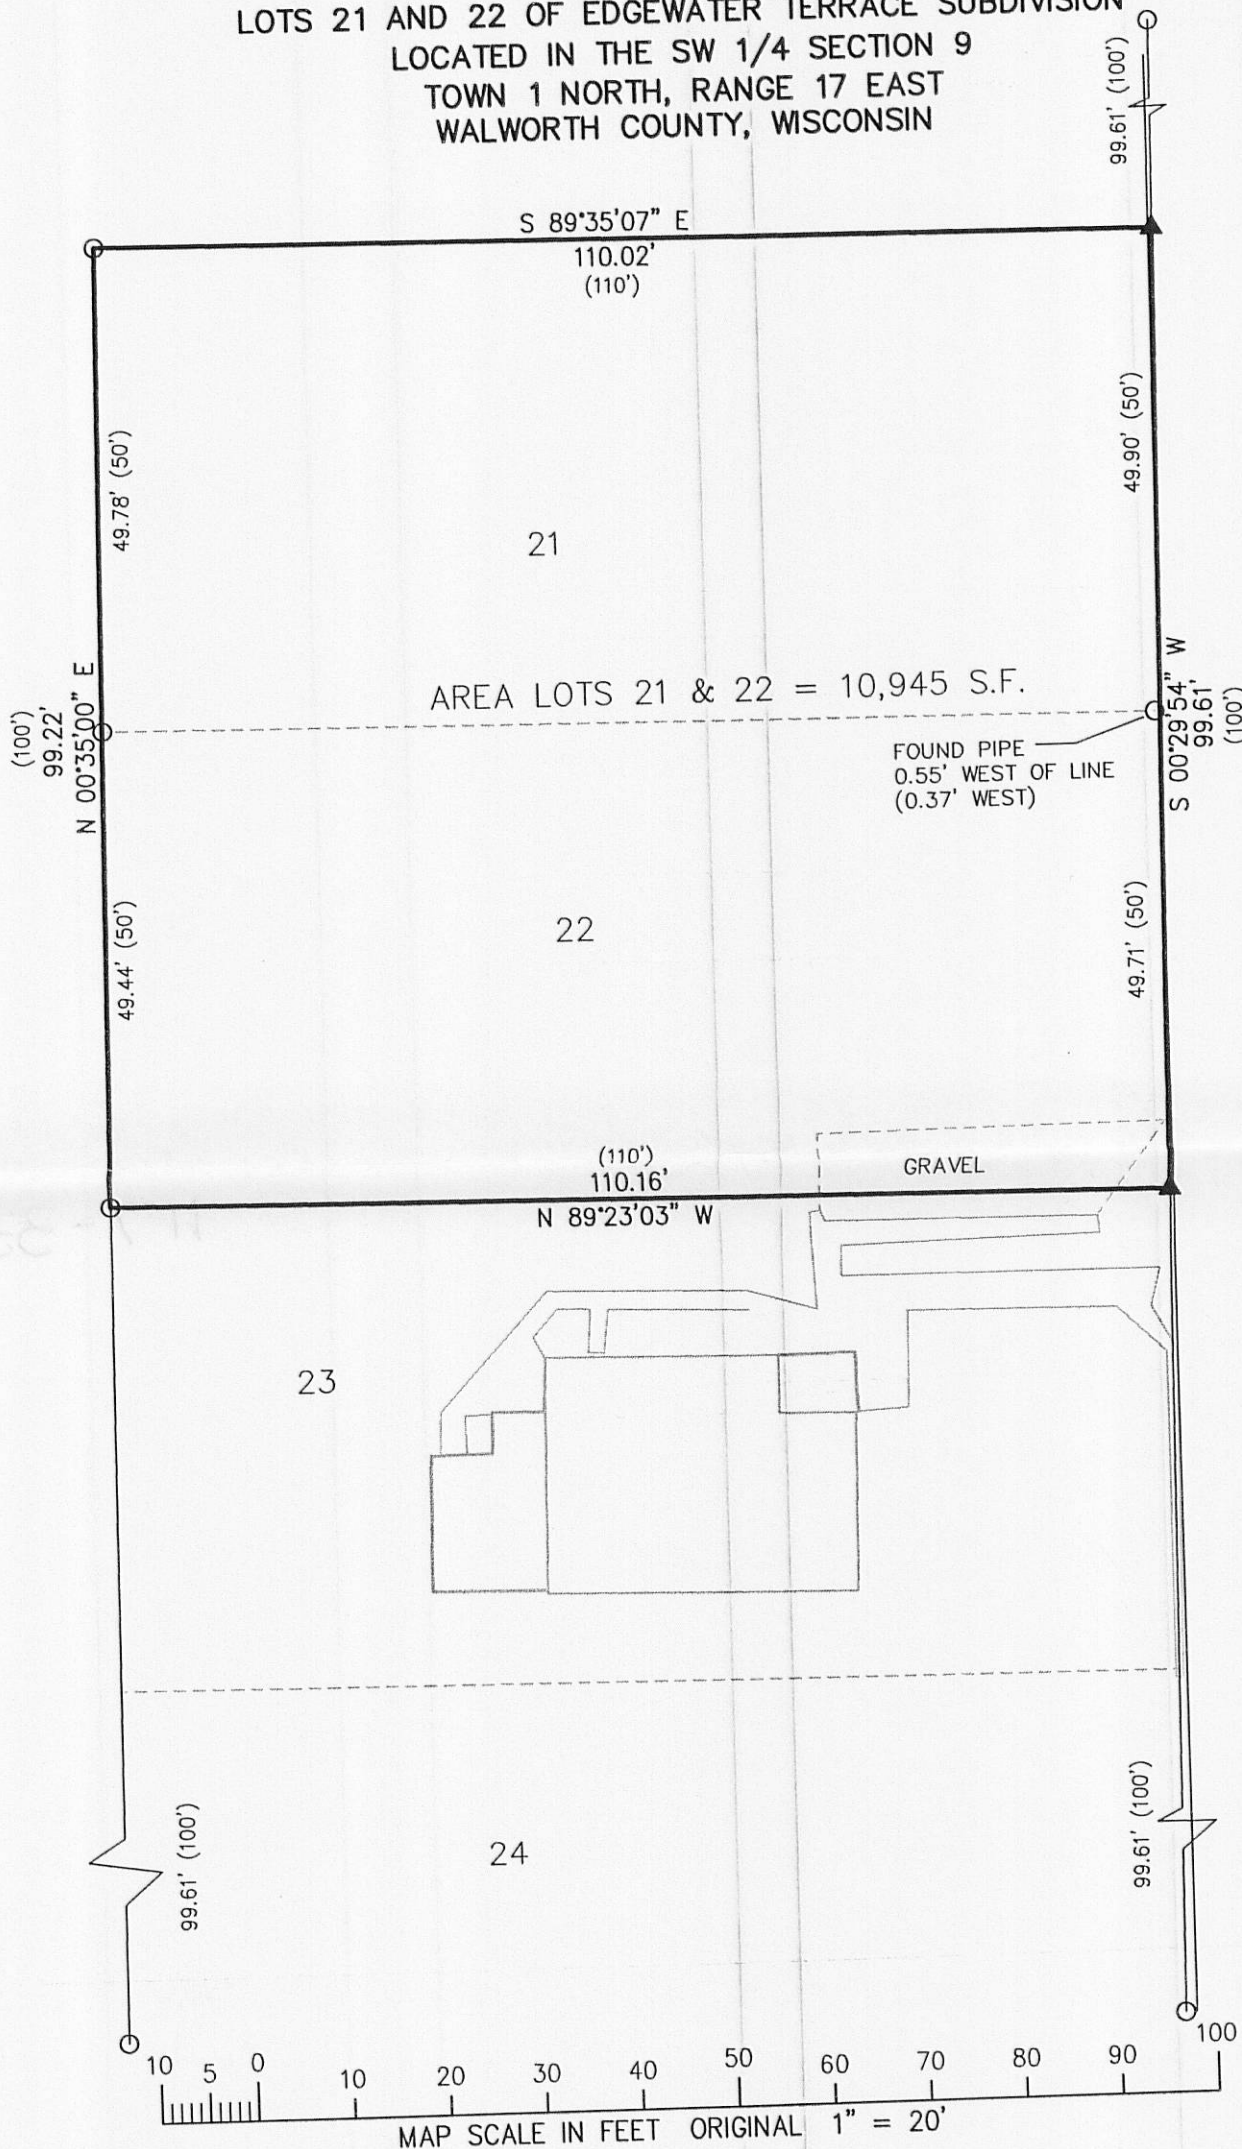 LOTS 21 AND 22 OF EDGEWATER TERRACE SUBDIVISION
LOCATED IN THE SW 1/4 SECTION 9
TOWN 1 NORTH, RANGE 17 EAST
WALWORTH COUNTY, WISCONSIN
99.61' (100')
S 89°35'07" E
110.02'
(110')
49.78' (50')
49.90' (50')
21
AREA LOTS 21 & 22 = 10,945 S.F.
(100')
99.22'
N 00°35'00" E
S 00°29'54" W
99.61'
(100')
FOUND PIPE
0.55' WEST OF LINE
(0.37' WEST)
22
49.44' (50')
49.71' (50')
(110')
110.16'
N 89°23'03" W
GRAVEL
23
24
99.61' (100')
99.61' (100')
10 5 0 10 20 30 40 50 60 70 80 90 100
MAP SCALE IN FEET ORIGINAL 1" = 20'